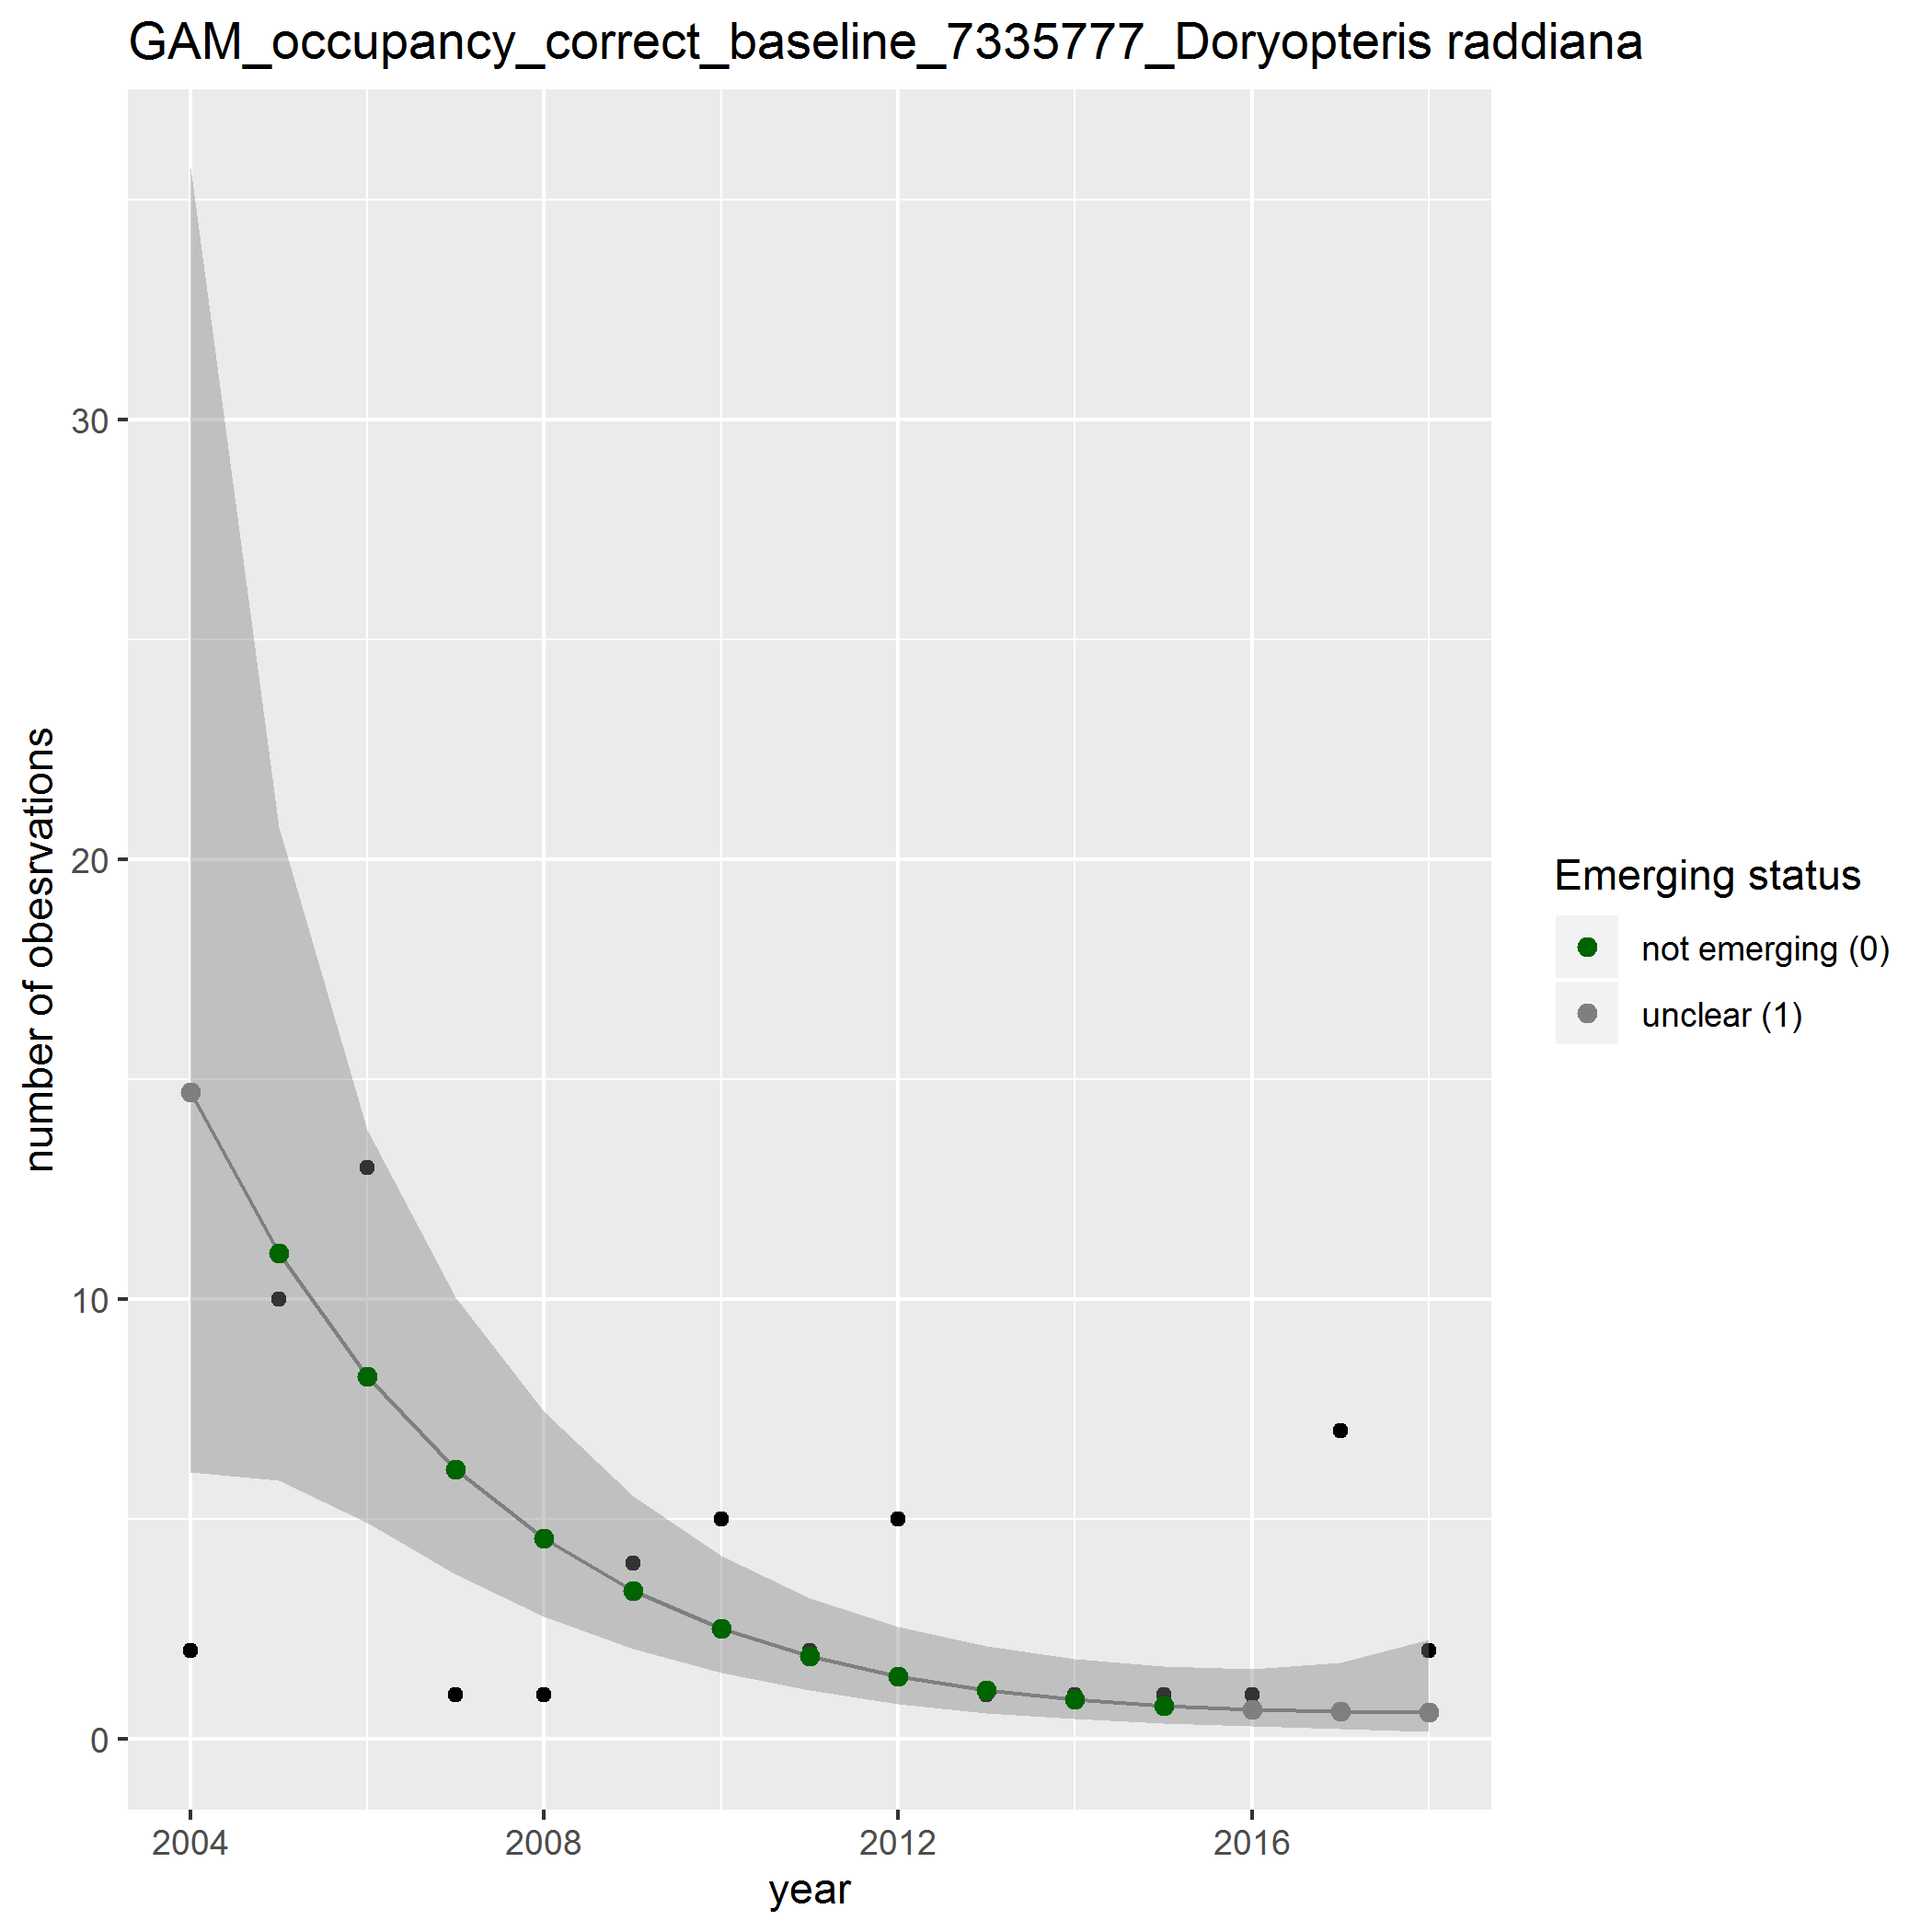 GAM_occupancy_correct_baseline_7335777_Doryopteris raddiana
number of obesrvations
30
20
10
0
2004
2008
2012
2016
year
Emerging status
not emerging (0)
unclear (1)